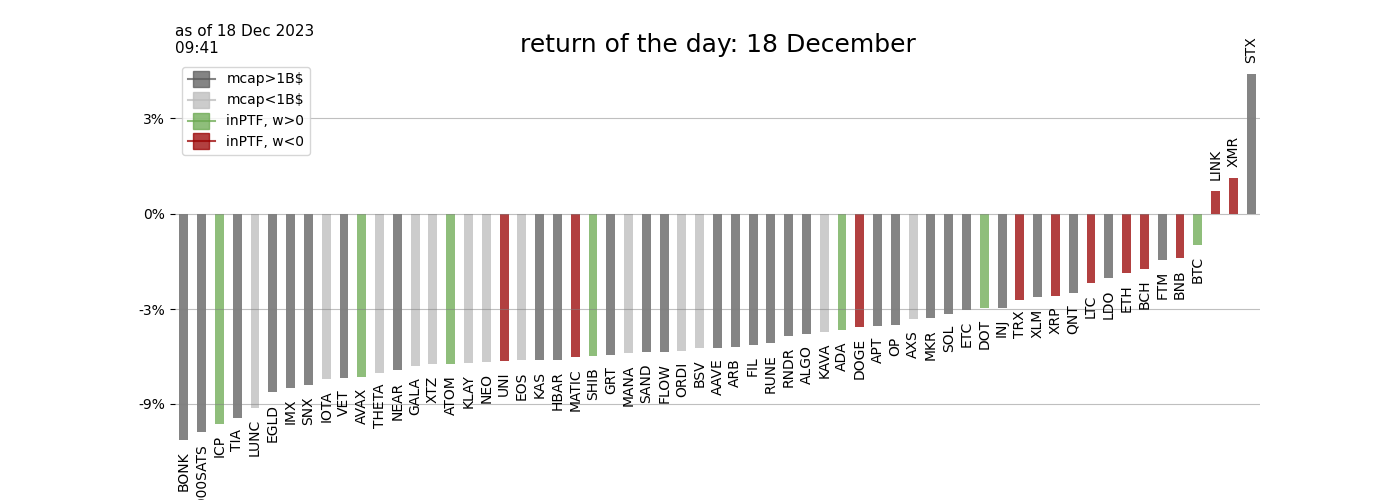 as of 18 Dec 2023
09:41
return of the day: 18 December
mcap>1B$
mcap<1B$
inPTF, w>0
inPTF, w<0
3%
0%
-3%
-9%
BONK
000SATS
ICP
TIA
LUNC
EGLD
IMX
SNX
IOTA
VET
AVAX
THETA
NEAR
GALA
XTZ
ATOM
KLAY
NEO
UNI
EOS
KAS
HBAR
MATIC
SHIB
GRT
MANA
SAND
FLOW
ORDI
BSV
AAVE
ARB
FIL
RUNE
RNDR
ALGO
KAVA
ADA
DOGE
APT
OP
AXS
MKR
SOL
ETC
DOT
INJ
TRX
XLM
XRP
QNT
LTC
LDO
ETH
BCH
FTM
BNB
BTC
LINK
XMR
STX